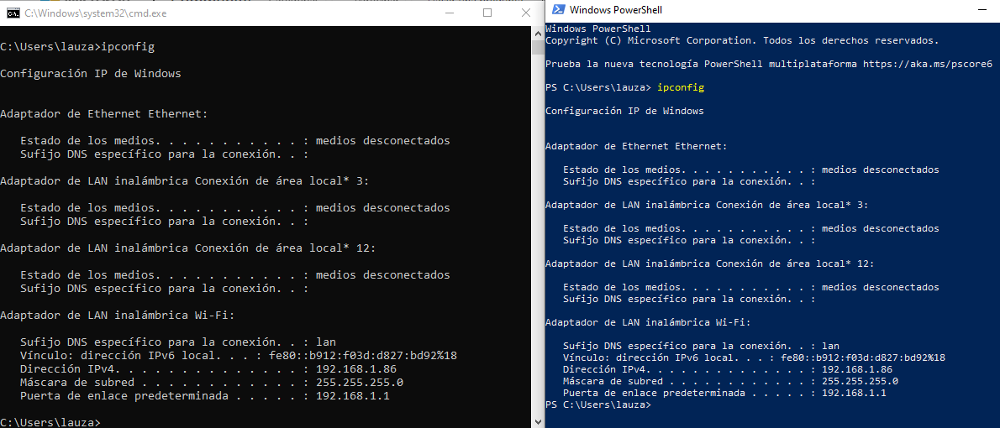 C:\Windows\system32\cmd.exe
C:\Users\lauza>ipconfig
Configuración IP de Windows
Adaptador de Ethernet Ethernet:
Estado de los medios. . . . . . . . . . . : medios desconectados
Sufijo DNS específico para la conexión. . :
Adaptador de LAN inalámbrica Conexión de área local* 3:
Estado de los medios. . . . . . . . . . . : medios desconectados
Sufijo DNS específico para la conexión. . :
Adaptador de LAN inalámbrica Conexión de área local* 12:
Estado de los medios. . . . . . . . . . . : medios desconectados
Sufijo DNS específico para la conexión. . :
Adaptador de LAN inalámbrica Wi-Fi:
Sufijo DNS específico para la conexión. . : lan
Vínculo: dirección IPv6 local. . . : fe80::b912:f03d:d827:bd92%18
Dirección IPv4. . . . . . . . . . . . . . : 192.168.1.86
Máscara de subred . . . . . . . . . . . . : 255.255.255.0
Puerta de enlace predeterminada . . . . . : 192.168.1.1
C:\Users\lauza>
Windows PowerShell
Windows PowerShell
Copyright (C) Microsoft Corporation. Todos los derechos reservados.
Prueba la nueva tecnología PowerShell multiplataforma https://aka.ms/pscore6
PS C:\Users\lauza> ipconfig
Configuración IP de Windows
Adaptador de Ethernet Ethernet:
Estado de los medios. . . . . . . . . . . : medios desconectados
Sufijo DNS específico para la conexión. . :
Adaptador de LAN inalámbrica Conexión de área local* 3:
Estado de los medios. . . . . . . . . . . : medios desconectados
Sufijo DNS específico para la conexión. . :
Adaptador de LAN inalámbrica Conexión de área local* 12:
Estado de los medios. . . . . . . . . . . : medios desconectados
Sufijo DNS específico para la conexión. . :
Adaptador de LAN inalámbrica Wi-Fi:
Sufijo DNS específico para la conexión. . : lan
Vínculo: dirección IPv6 local. . . : fe80::b912:f03d:d827:bd92%18
Dirección IPv4. . . . . . . . . . . . . . : 192.168.1.86
Máscara de subred . . . . . . . . . . . . : 255.255.255.0
Puerta de enlace predeterminada . . . . . : 192.168.1.1
PS C:\Users\lauza>